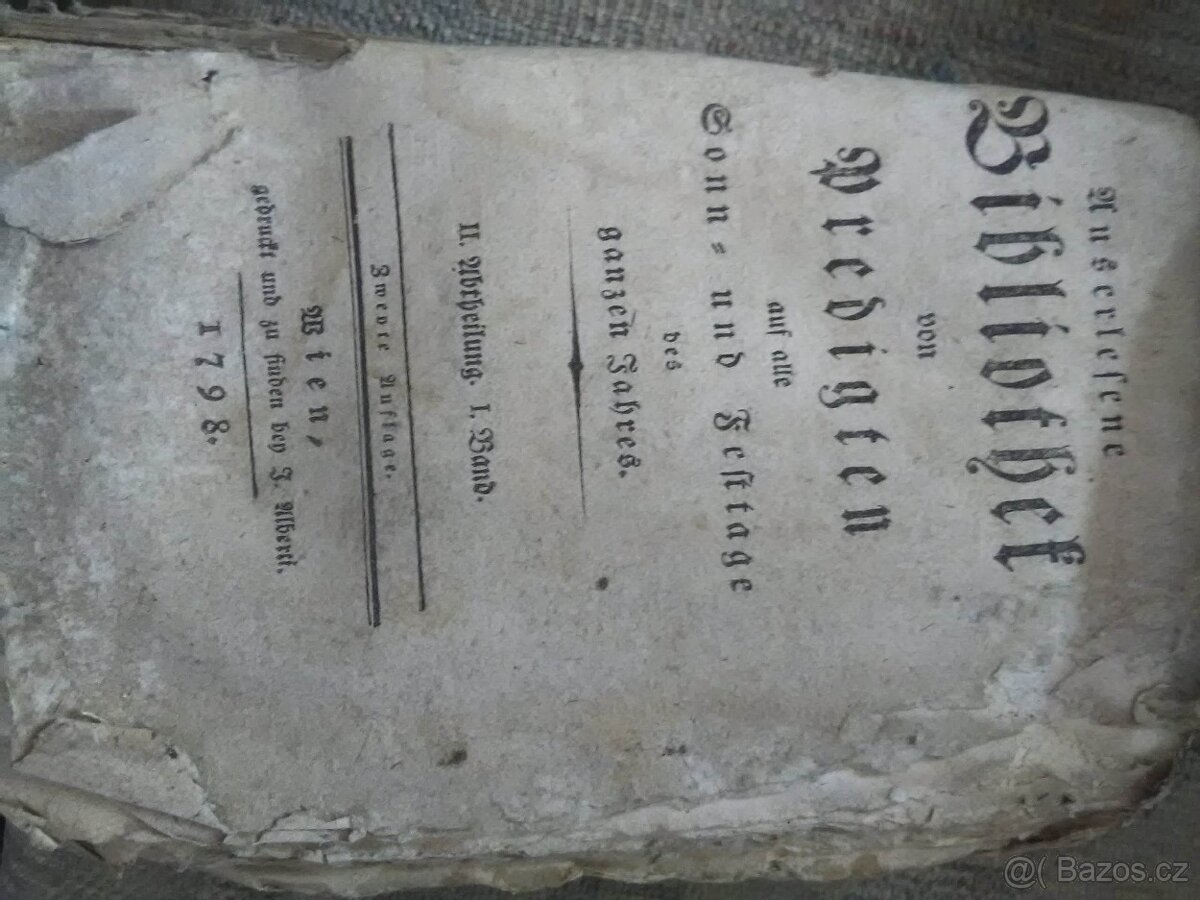 Auserlesene
Bibliothek
von
Predigten
auf alle
Sonn= und Festtage
des
ganzen Jahres.
II. Abtheilung. I. Band.
Zweyte Auflage.
Wien,
gedruckt und zu finden bey J. Alberti.
1798.
@( Bazos.cz